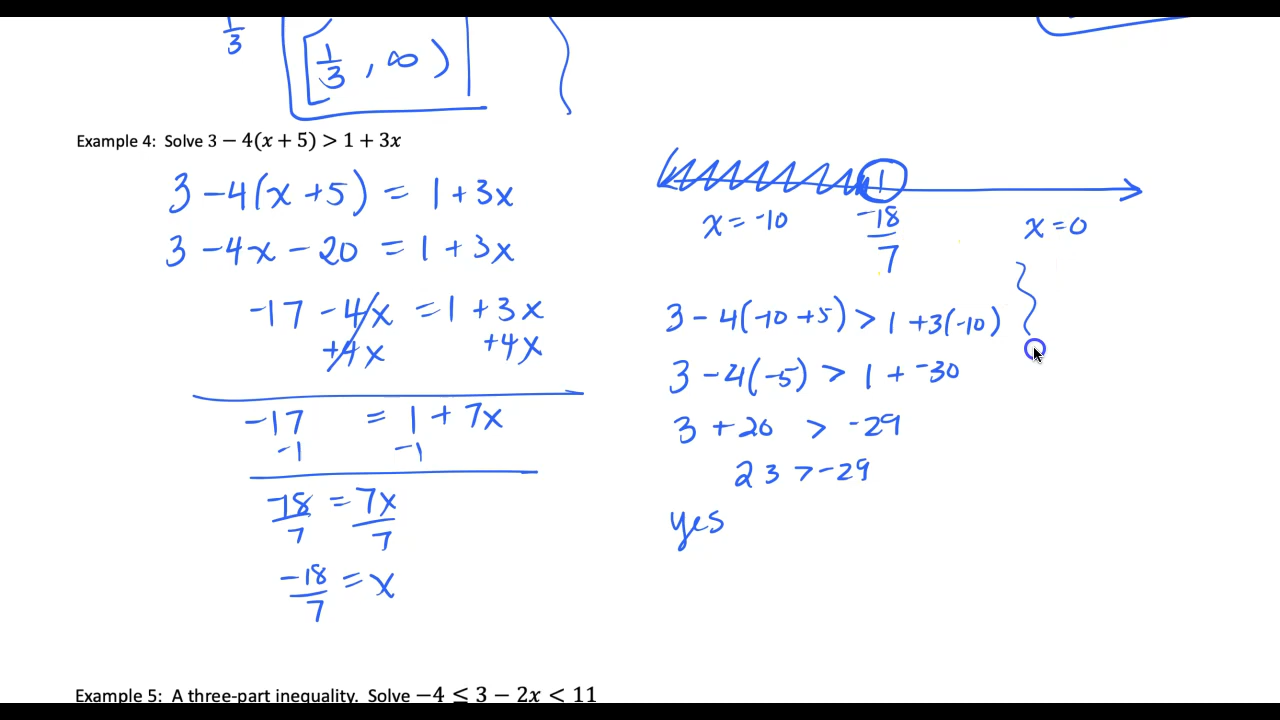 1/3
[1/3, ∞)
Example 4: Solve 3 − 4(x + 5) > 1 + 3x
3 − 4(x + 5) = 1 + 3x
3 − 4x − 20 = 1 + 3x
-17 − 4x = 1 + 3x
+4x +4x
-17 = 1 + 7x
-1 -1
-18/7 = 7x/7
-18/7 = x
x = -10 -18/7 x = 0
3 − 4(-10 + 5) > 1 + 3(-10)
3 − 4(-5) > 1 + -30
3 + 20 > -29
23 > -29
yes
Example 5: A three-part inequality. Solve −4 ≤ 3 − 2x < 11